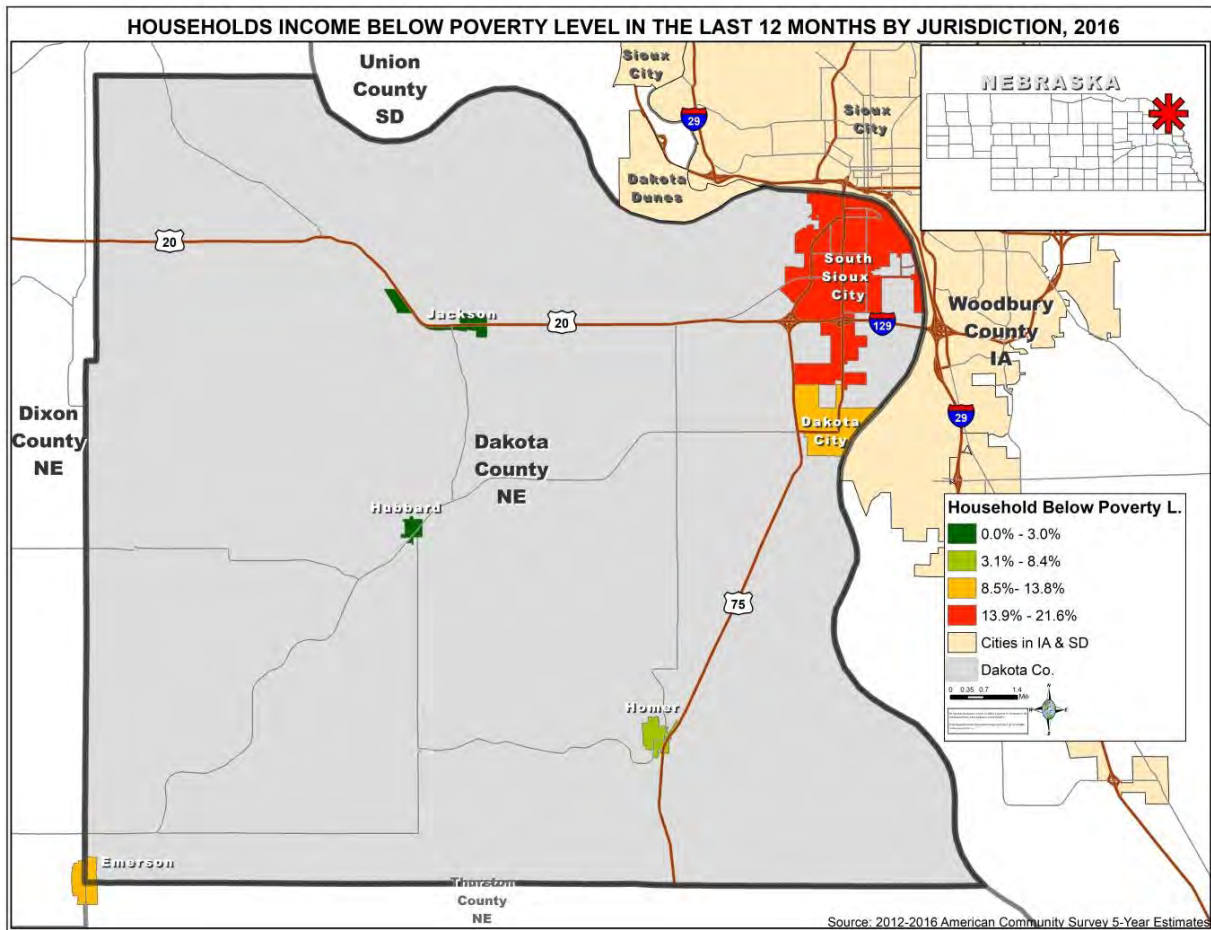 HOUSEHOLDS INCOME BELOW POVERTY LEVEL IN THE LAST 12 MONTHS BY JURISDICTION, 2016
Union
County
SD
Sioux
City
29
Sioux
City
NEBRASKA
Dakota
Dunes
20
South
Sioux
City
Jackson
20
129
Woodbury
County
IA
Dixon
County
NE
Dakota
County
NE
Dakota
City
29
Hubbard
75
Homer
Emerson
Thurston
County
NE
Household Below Poverty L.
0.0% - 3.0%
3.1% - 8.4%
8.5%- 13.8%
13.9% - 21.6%
Cities in IA & SD
Dakota Co.
0 0.35 0.7 1.4
Mi
N
W E
S
Source: 2012-2016 American Community Survey 5-Year Estimates